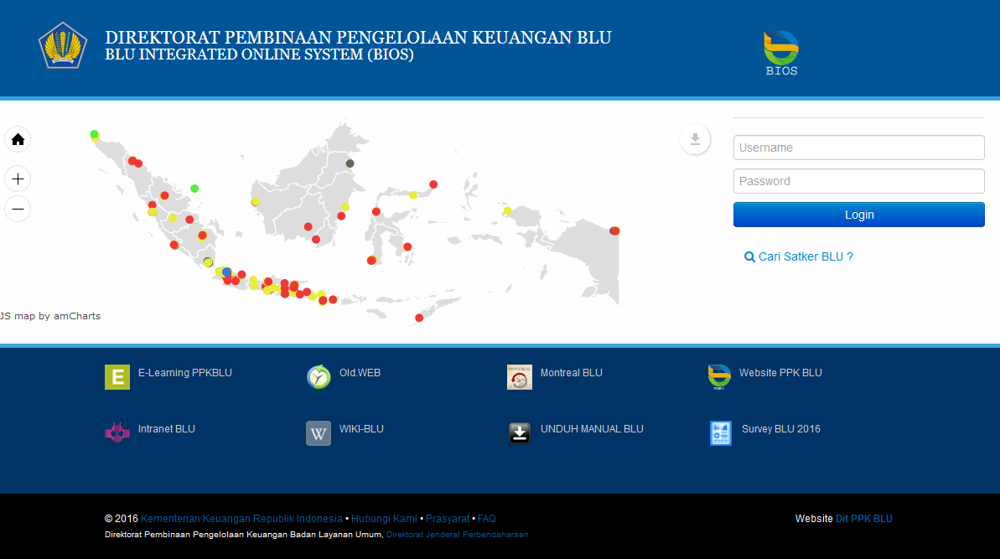 DIREKTORAT PEMBINAAN PENGELOLAAN KEUANGAN BLU
BLU INTEGRATED ONLINE SYSTEM (BIOS)
BIOS
Username
Password
Login
Cari Satker BLU ?
JS map by amCharts
E E-Learning PPKBLU
Old.WEB
MONTREAL Montreal BLU
Website PPK BLU
Intranet BLU
W WIKI-BLU
UNDUH MANUAL BLU
Survey BLU 2016
© 2016 Kementerian Keuangan Republik Indonesia • Hubungi Kami • Prasyarat • FAQ
Website Dit PPK BLU
Direktorat Pembinaan Pengelolaan Keuangan Badan Layanan Umum, Direktorat Jenderal Perbendaharaan